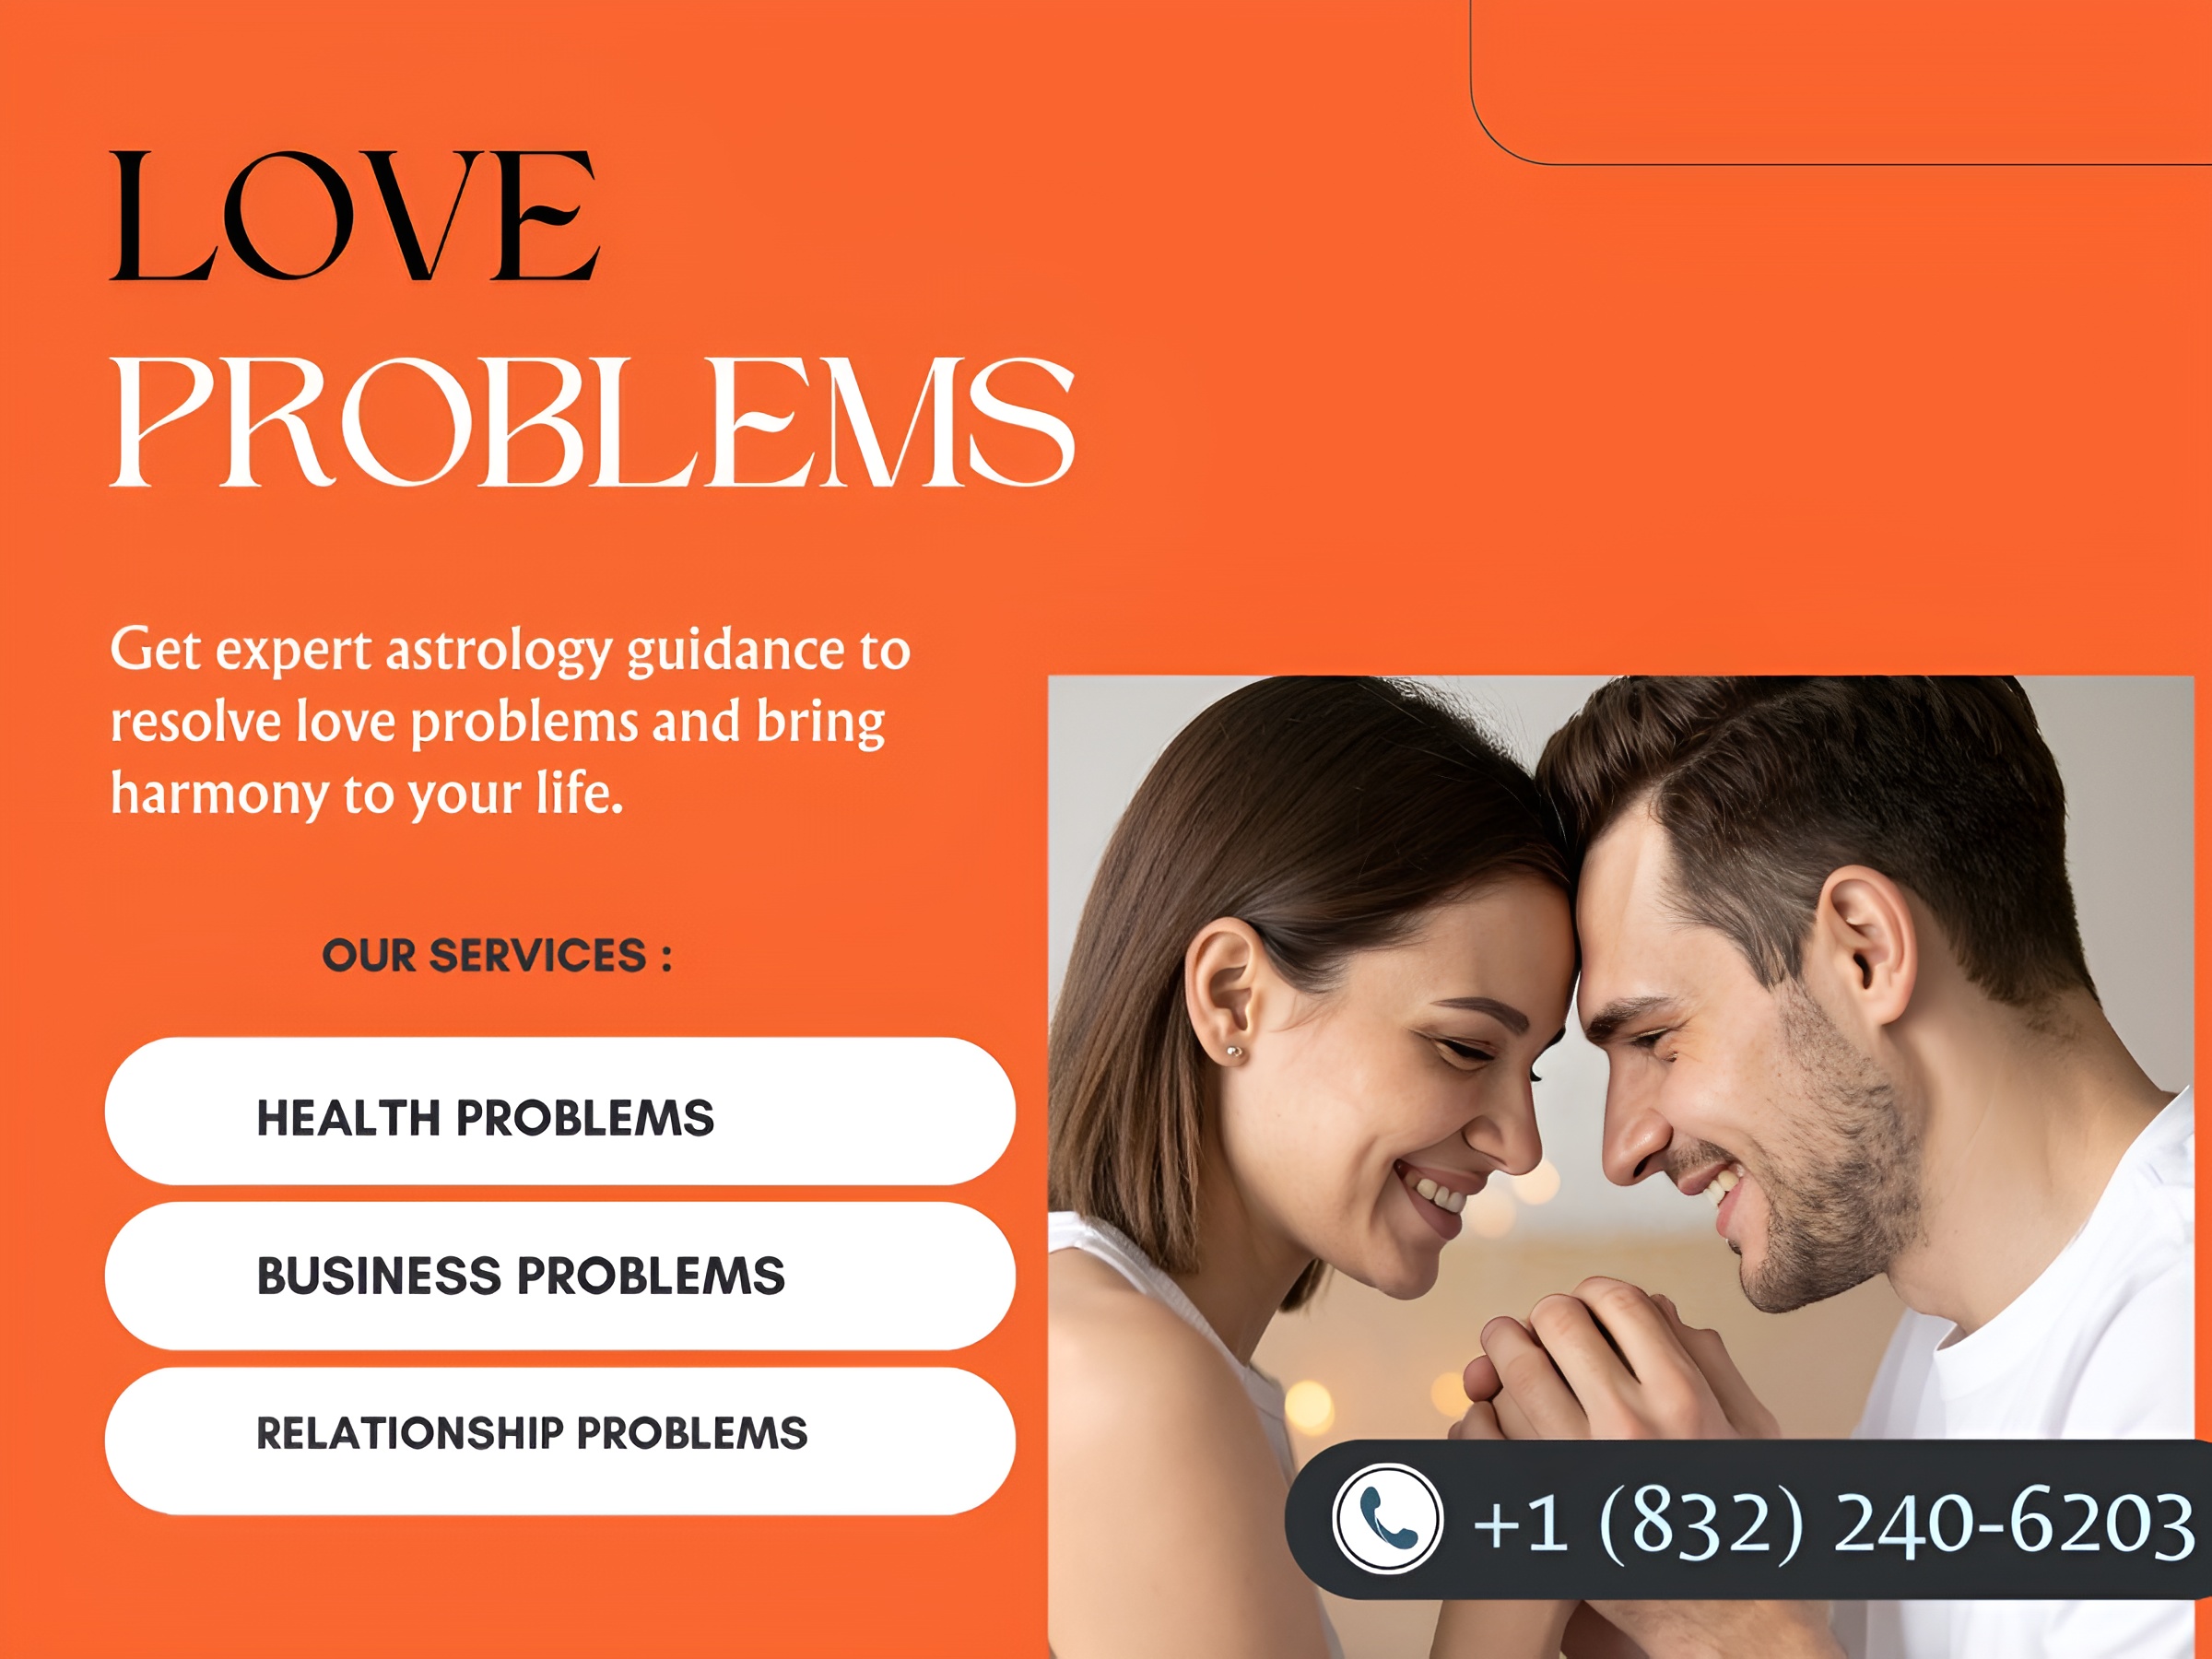 LOVE
PROBLEMS
Get expert astrology guidance to
resolve love problems and bring
harmony to your life.
OUR SERVICES :
HEALTH PROBLEMS
BUSINESS PROBLEMS
RELATIONSHIP PROBLEMS
+1 (832) 240-6203